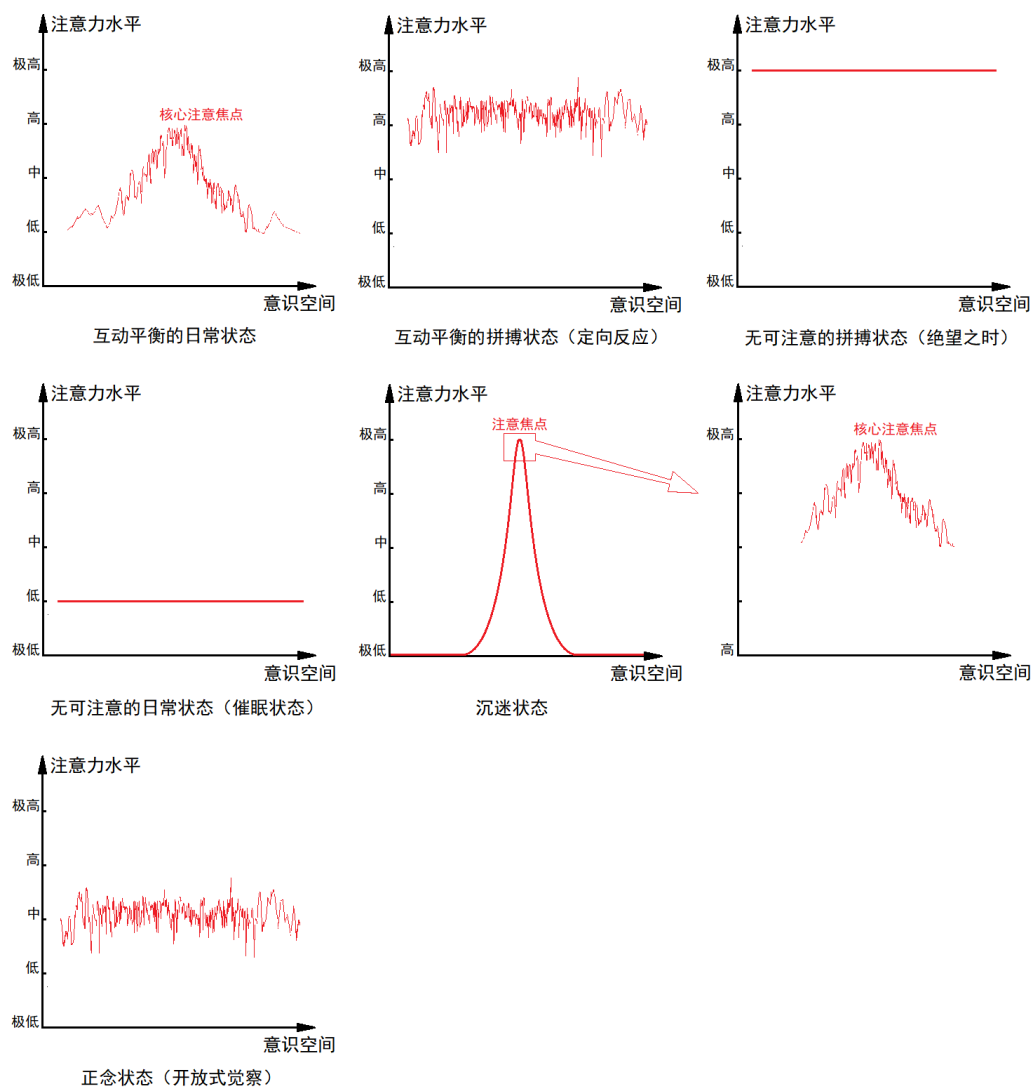 注意力水平
极高
高
中
低
极低
核心注意焦点
意识空间
互动平衡的日常状态
注意力水平
极高
高
中
低
极低
意识空间
互动平衡的拼搏状态（定向反应）
注意力水平
极高
高
中
低
极低
意识空间
无可注意的拼搏状态（绝望之时）
注意力水平
极高
高
中
低
极低
意识空间
无可注意的日常状态（催眠状态）
注意力水平
注意焦点
极高
高
中
低
极低
意识空间
沉迷状态
注意力水平
核心注意焦点
极高
高
意识空间
注意力水平
极高
高
中
低
极低
意识空间
正念状态（开放式觉察）